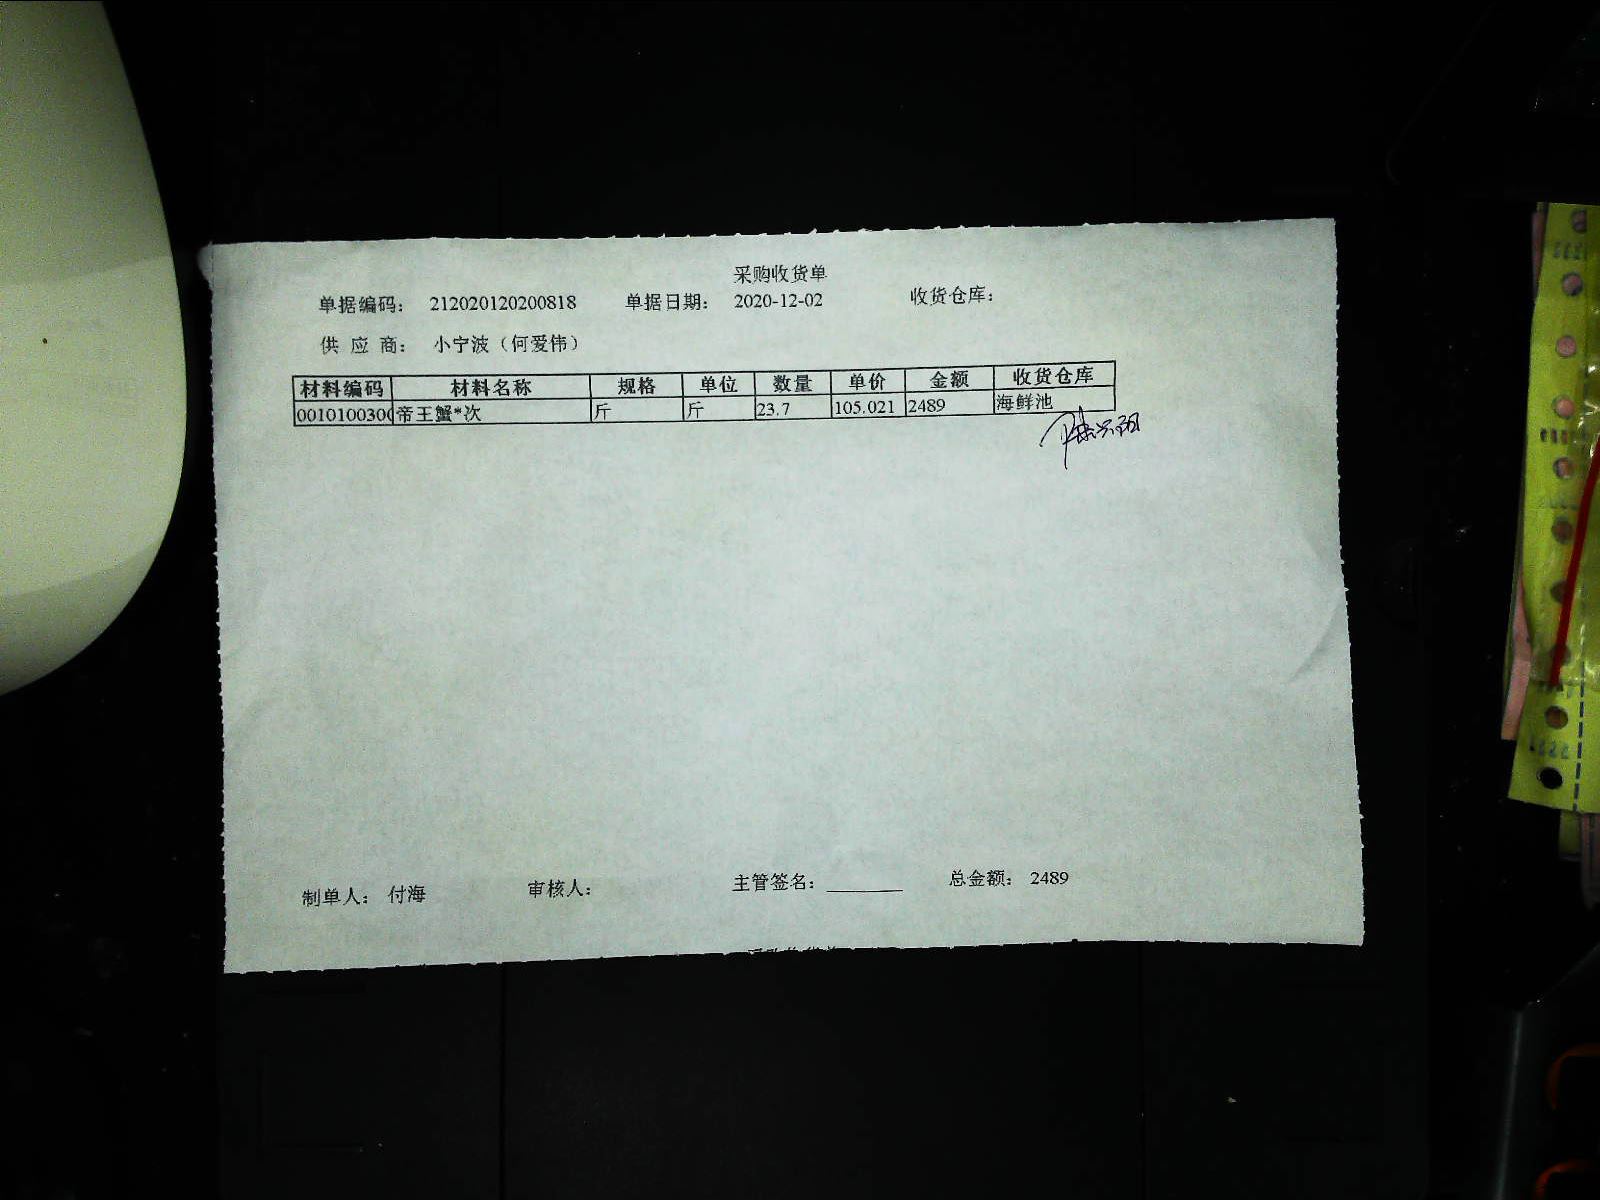 采购收货单
单据编码： 212020120200818 单据日期： 2020-12-02 收货仓库：
供 应 商： 小宁波（何爱伟）
材料编码 材料名称 规格 单位 数量 单价 金额 收货仓库
0010100300 帝王蟹*次 斤 斤 23.7 105.021 2489 海鲜池
制单人： 付海 审核人： 主管签名： 总金额： 2489